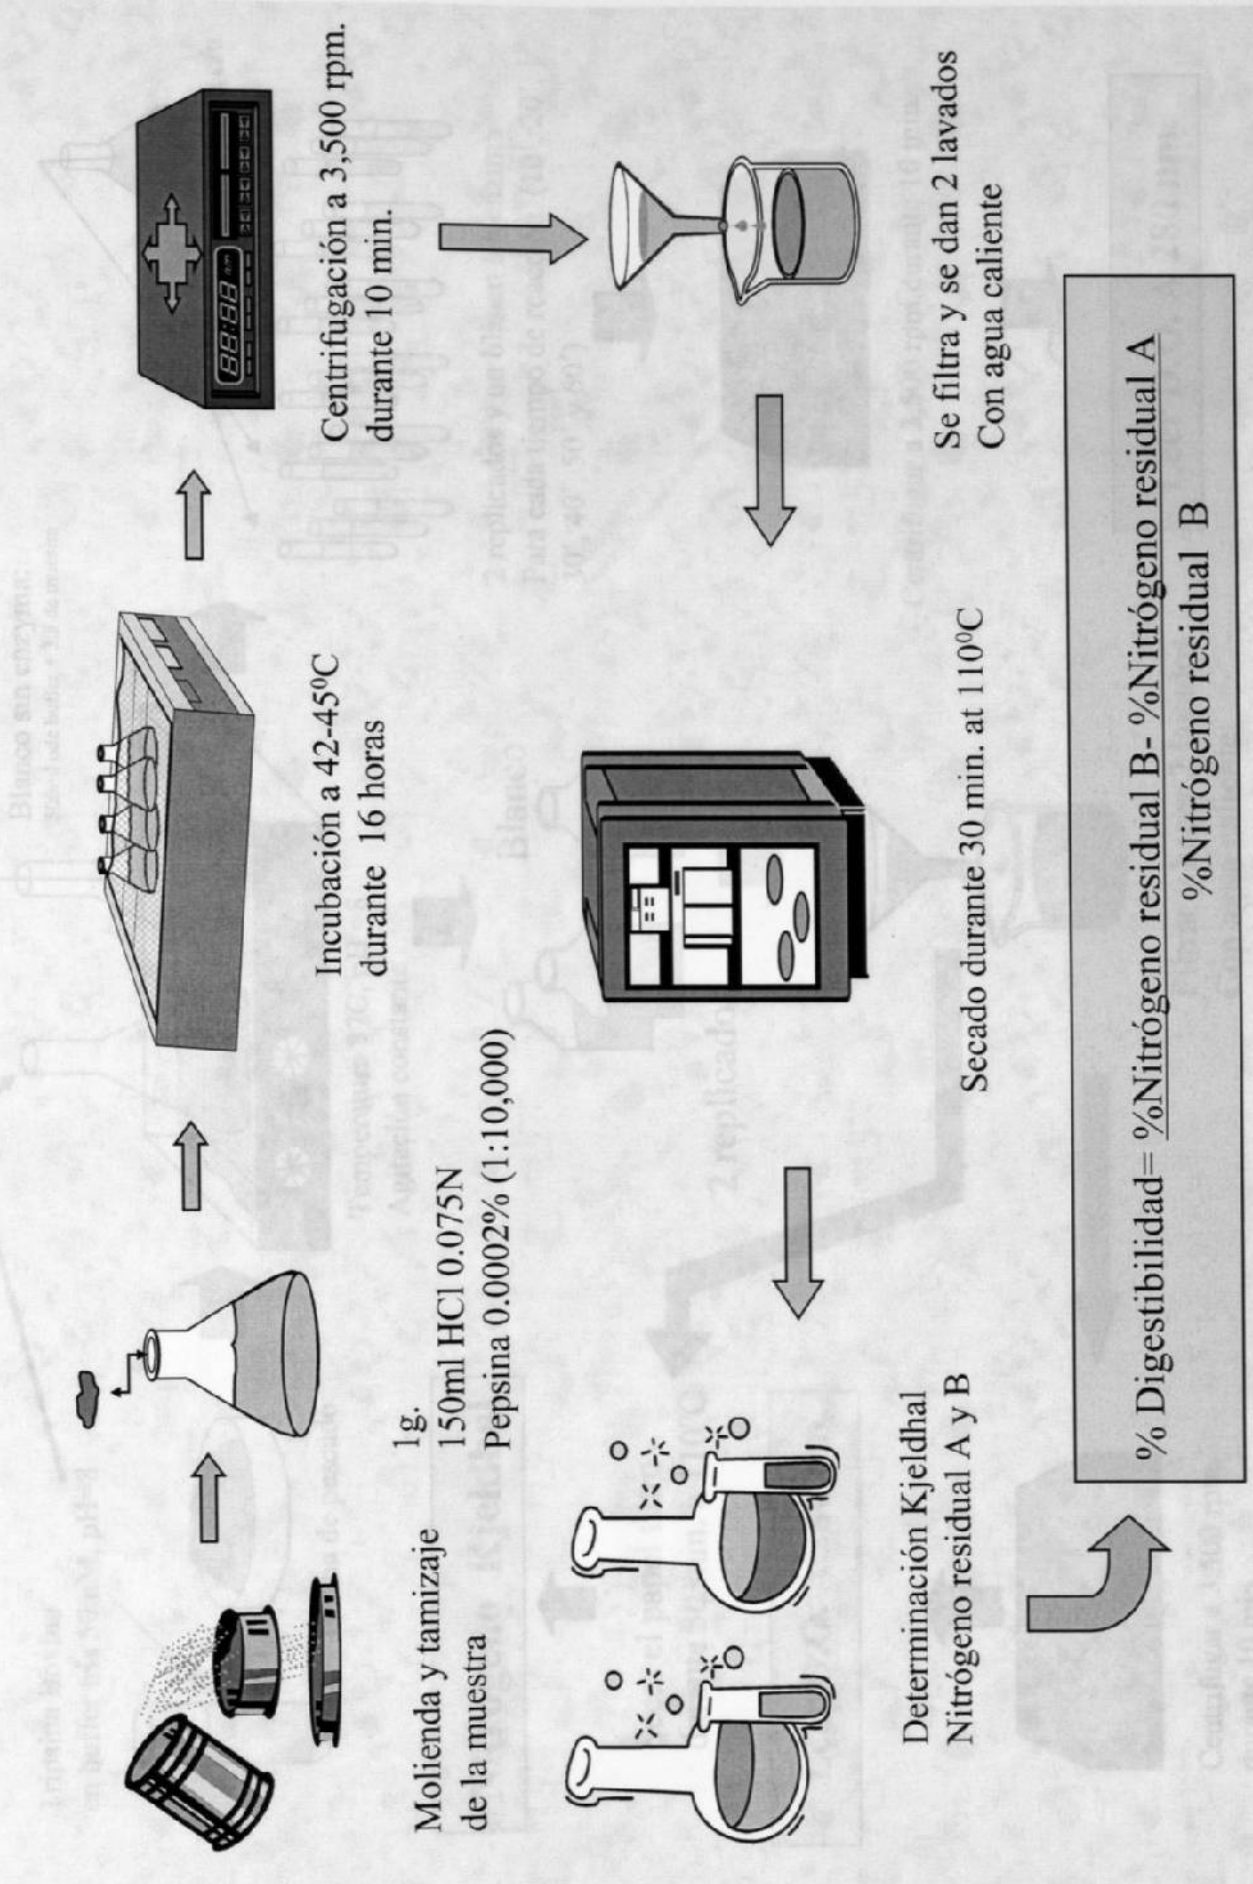 Molienda y tamizaje
de la muestra
1g.
150ml HCl 0.075N
Pepsina 0.0002% (1:10,000)
Incubación a 42-45ºC
durante 16 horas
88:88
Centrifugación a 3,500 rpm.
durante 10 min.
Se filtra y se dan 2 lavados
Con agua caliente
Secado durante 30 min. at 110ºC
Determinación Kjeldhal
Nitrógeno residual A y B
% Digestibilidad= %Nitrógeno residual B- %Nitrógeno residual A
%Nitrógeno residual B